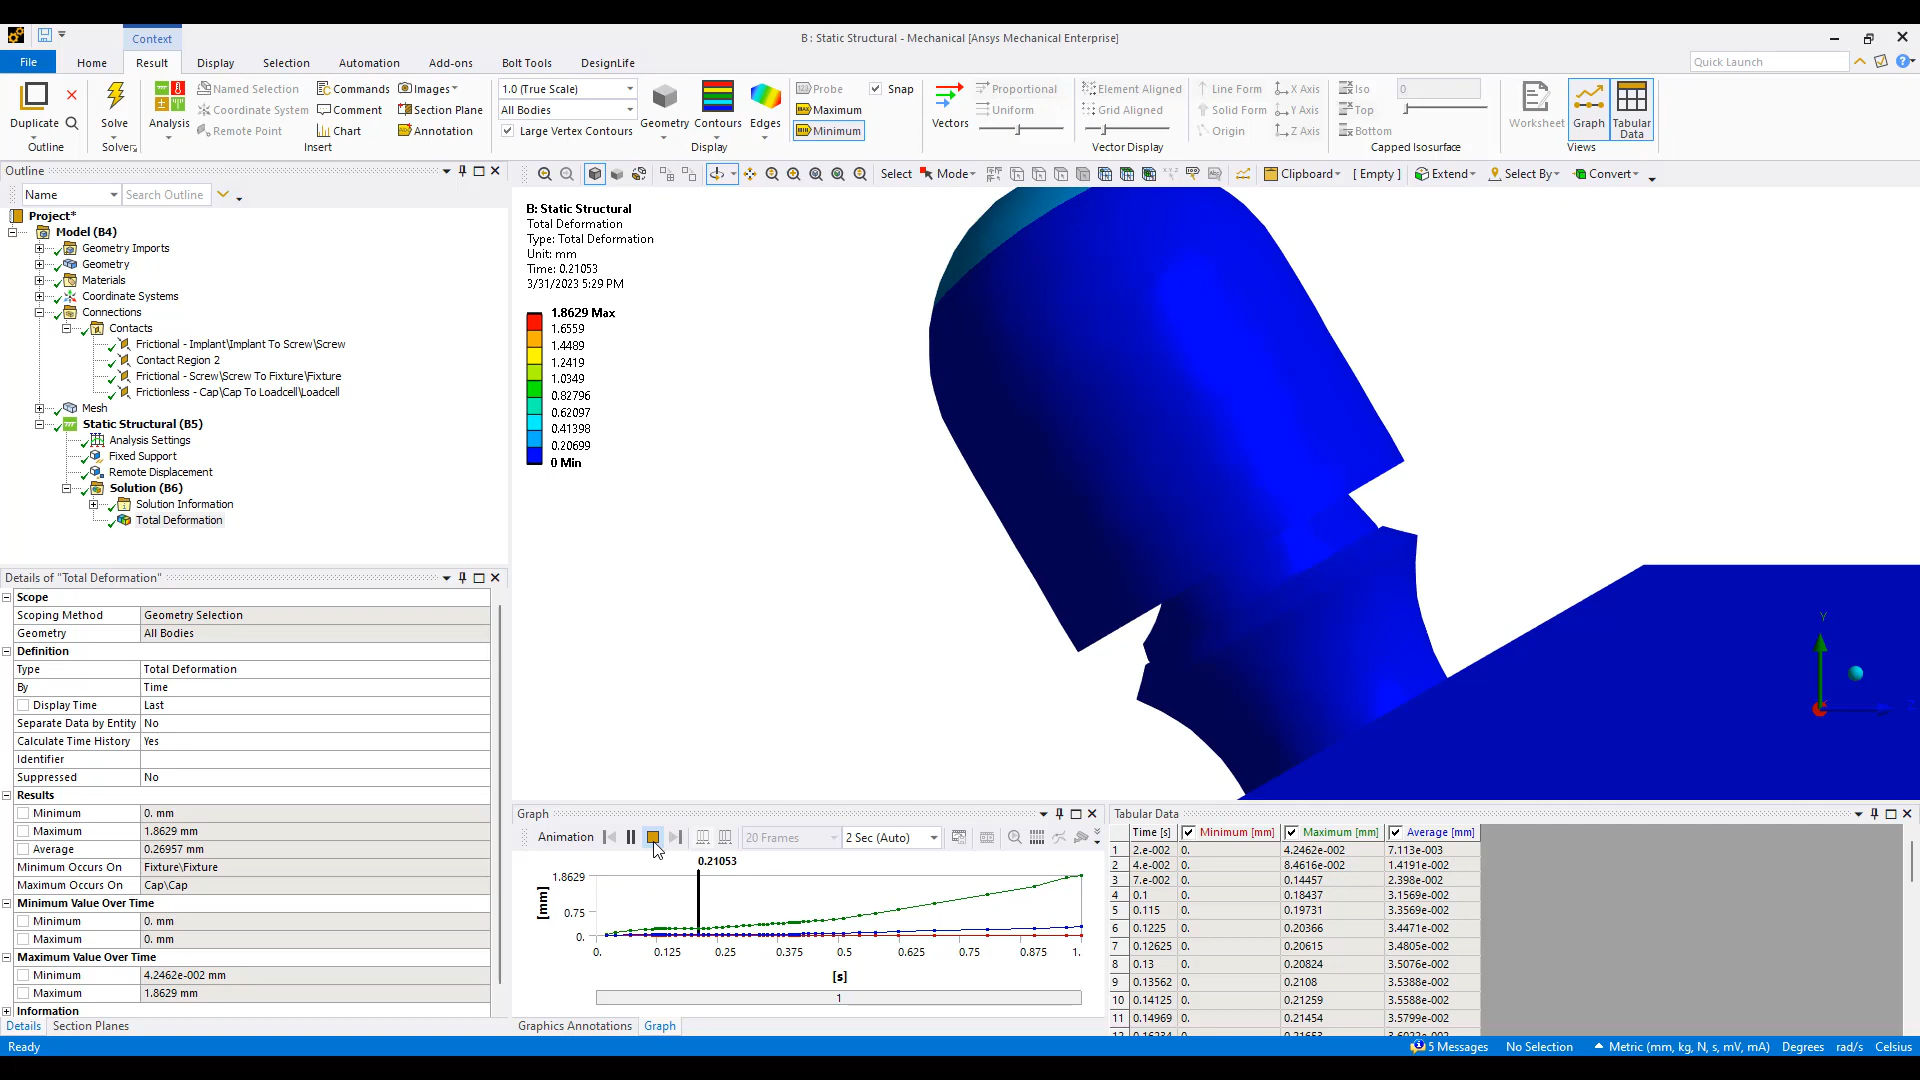 Context
B : Static Structural - Mechanical [Ansys Mechanical Enterprise]
File Home Result Display Selection Automation Add-ons Bolt Tools DesignLife Quick Launch
Duplicate
Outline
Solve
Solver
Analysis
Named Selection
Coordinate System
Remote Point
Commands
Comment
Chart
Images
Section Plane
Annotation
Insert
1.0 (True Scale)
All Bodies
Large Vertex Contours
Geometry
Contours
Edges
Display
Probe
Maximum
Minimum
Snap
Vectors
Proportional
Uniform
Element Aligned
Grid Aligned
Line Form
Solid Form
Origin
X Axis
Y Axis
Z Axis
Vector Display
Iso
Top
Bottom
0
Capped Isosurface
Worksheet
Graph
Tabular
Data
Views
Outline
Name Search Outline
Select Mode Clipboard [ Empty ] Extend Select By Convert
Project*
Model (B4)
Geometry Imports
Geometry
Materials
Coordinate Systems
Connections
Contacts
Frictional - Implant\Implant To Screw\Screw
Contact Region 2
Frictional - Screw\Screw To Fixture\Fixture
Frictionless - Cap\Cap To Loadcell\Loadcell
Mesh
Static Structural (B5)
Analysis Settings
Fixed Support
Remote Displacement
Solution (B6)
Solution Information
Total Deformation
B: Static Structural
Total Deformation
Type: Total Deformation
Unit: mm
Time: 0.21053
3/31/2023 5:29 PM
1.8629 Max
1.6559
1.4489
1.2419
1.0349
0.82796
0.62097
0.41398
0.20699
0 Min
Y
Z
Details of "Total Deformation"
Scope
Scoping Method Geometry Selection
Geometry All Bodies
Definition
Type Total Deformation
By Time
Display Time Last
Separate Data by Entity No
Calculate Time History Yes
Identifier
Suppressed No
Results
Minimum 0. mm
Maximum 1.8629 mm
Average 0.26957 mm
Minimum Occurs On Fixture\Fixture
Maximum Occurs On Cap\Cap
Minimum Value Over Time
Minimum 0. mm
Maximum 0. mm
Maximum Value Over Time
Minimum 4.2462e-002 mm
Maximum 1.8629 mm
Information
Details Section Planes
Graph
Animation 20 Frames 2 Sec (Auto)
0.21053
1.8629
0.75
0.
[mm]
0. 0.125 0.25 0.375 0.5 0.625 0.75 0.875 1.
[s]
1
Graphics Annotations Graph
Tabular Data
Time [s] Minimum [mm] Maximum [mm] Average [mm]
1 2.e-002 0. 4.2462e-002 7.113e-003
2 4.e-002 0. 8.4616e-002 1.4191e-002
3 7.e-002 0. 0.14457 2.398e-002
4 0.1 0. 0.18437 3.1569e-002
5 0.115 0. 0.19731 3.3569e-002
6 0.1225 0. 0.20366 3.4471e-002
7 0.12625 0. 0.20615 3.4805e-002
8 0.13 0. 0.20824 3.5076e-002
9 0.13562 0. 0.2108 3.5388e-002
10 0.14125 0. 0.21259 3.5588e-002
11 0.14969 0. 0.21454 3.5799e-002
Ready 5 Messages No Selection Metric (mm, kg, N, s, mV, mA) Degrees rad/s Celsius